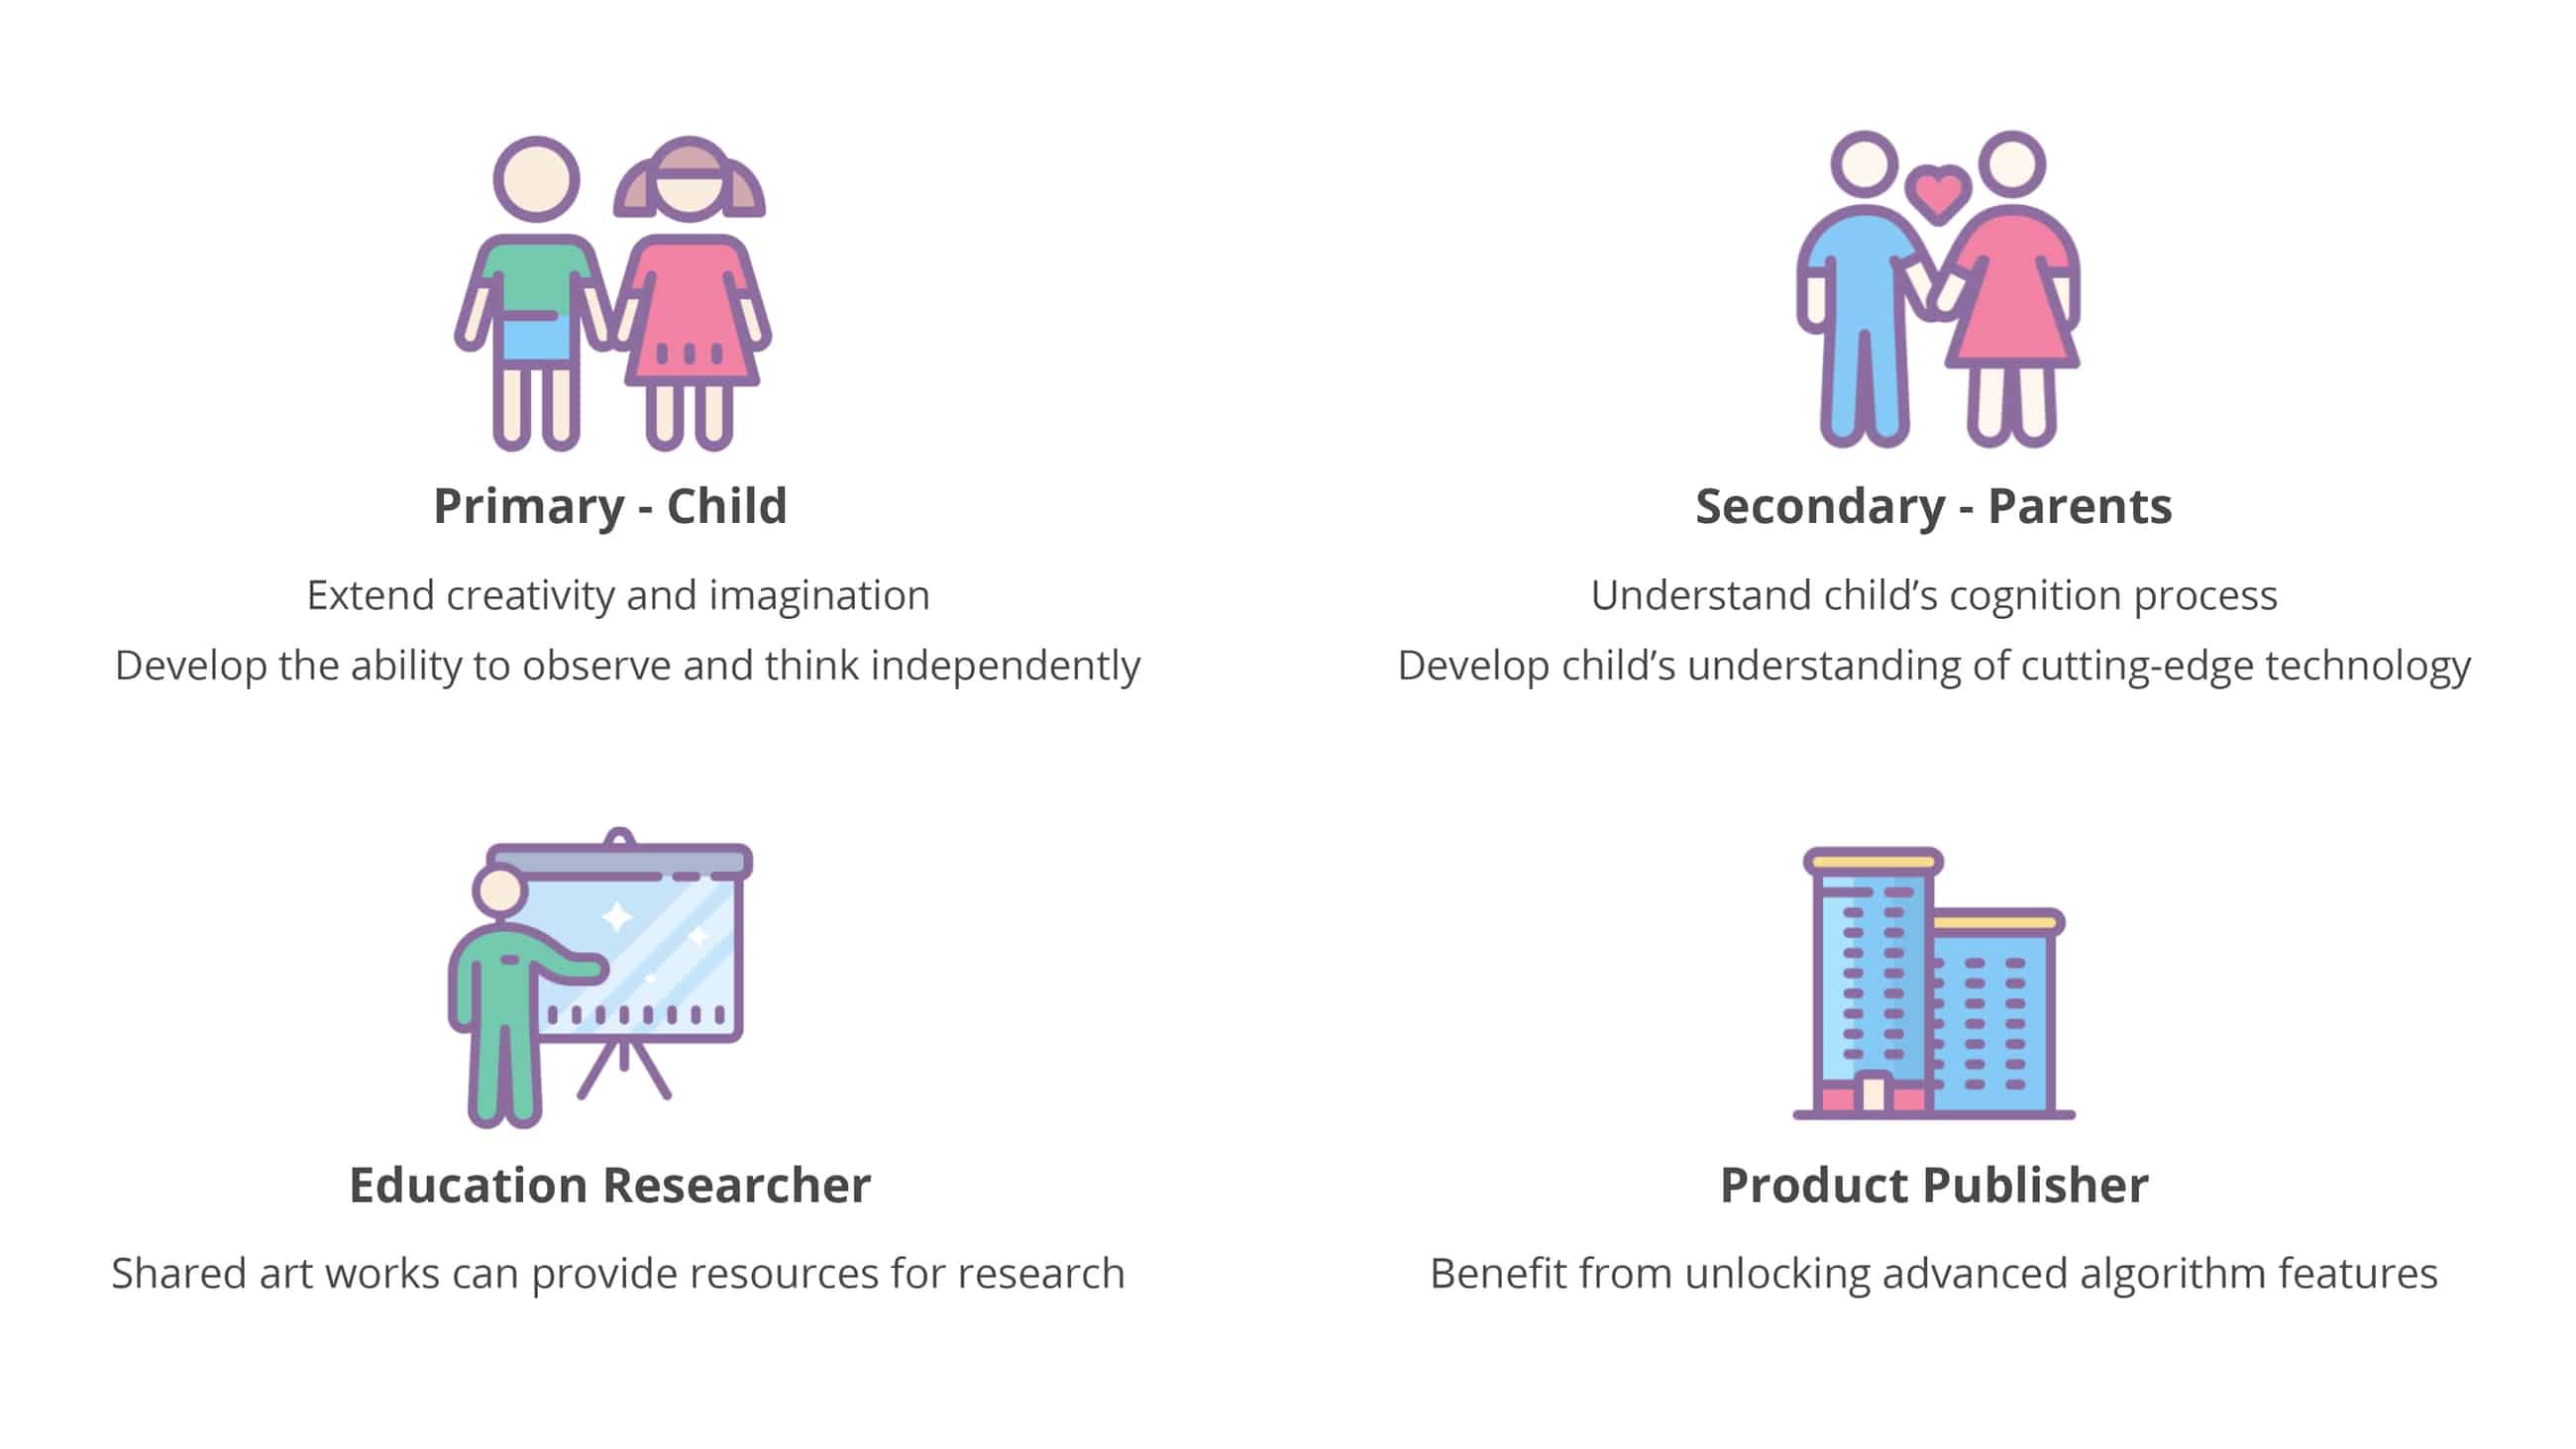 Primary - Child
Extend creativity and imagination
Develop the ability to observe and think independently
Secondary - Parents
Understand child’s cognition process
Develop child’s understanding of cutting-edge technology
Education Researcher
Shared art works can provide resources for research
Product Publisher
Benefit from unlocking advanced algorithm features